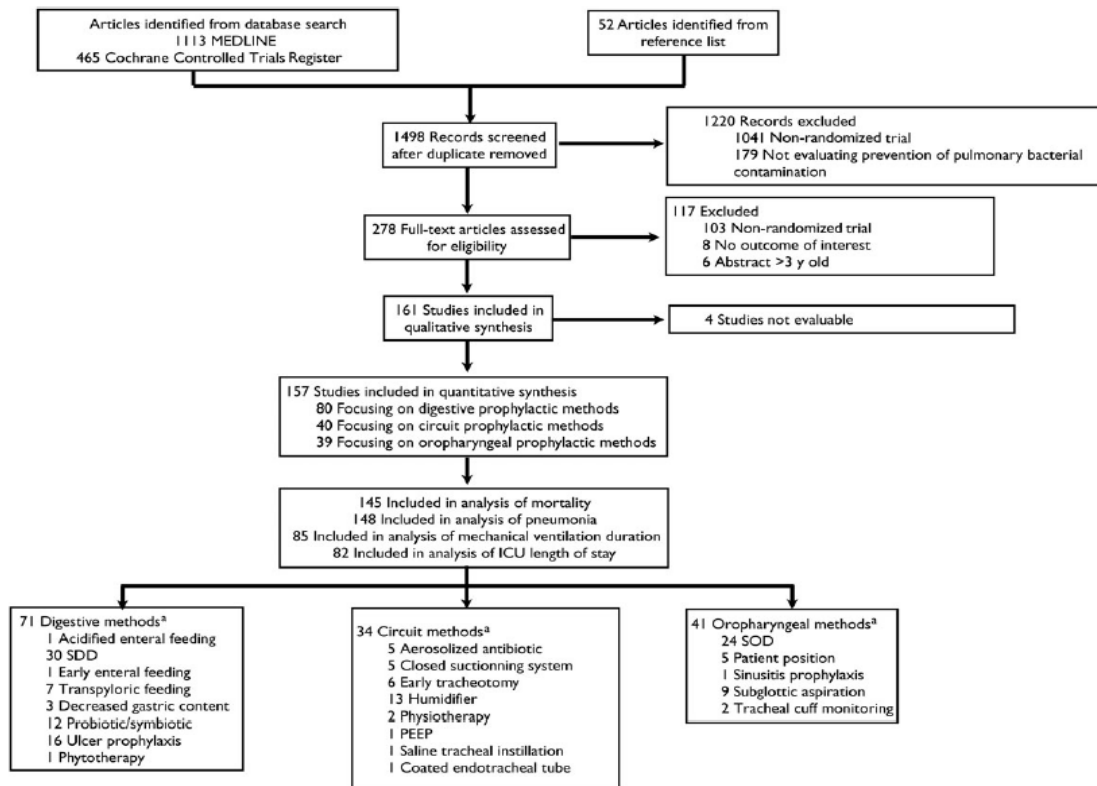 Articles identified from database search
1113 MEDLINE
465 Cochrane Controlled Trials Register
52 Articles identified from
reference list
1498 Records screened
after duplicate removed
1220 Records excluded
1041 Non-randomized trial
179 Not evaluating prevention of pulmonary bacterial
contamination
278 Full-text articles assessed
for eligibility
117 Excluded
103 Non-randomized trial
8 No outcome of interest
6 Abstract >3 y old
161 Studies included in
qualitative synthesis
4 Studies not evaluable
157 Studies included in quantitative synthesis
80 Focusing on digestive prophylactic methods
40 Focusing on circuit prophylactic methods
39 Focusing on oropharyngeal prophylactic methods
145 Included in analysis of mortality
148 Included in analysis of pneumonia
85 Included in analysis of mechanical ventilation duration
82 Included in analysis of ICU length of stay
71 Digestive methodsª
1 Acidified enteral feeding
30 SDD
1 Early enteral feeding
7 Transpyloric feeding
3 Decreased gastric content
12 Probiotic/symbiotic
16 Ulcer prophylaxis
1 Phytotherapy
34 Circuit methodsª
5 Aerosolized antibiotic
5 Closed suctionning system
6 Early tracheotomy
13 Humidifier
2 Physiotherapy
1 PEEP
1 Saline tracheal instillation
1 Coated endotracheal tube
41 Oropharyngeal methodsª
24 SOD
5 Patient position
1 Sinusitis prophylaxis
9 Subglottic aspiration
2 Tracheal cuff monitoring